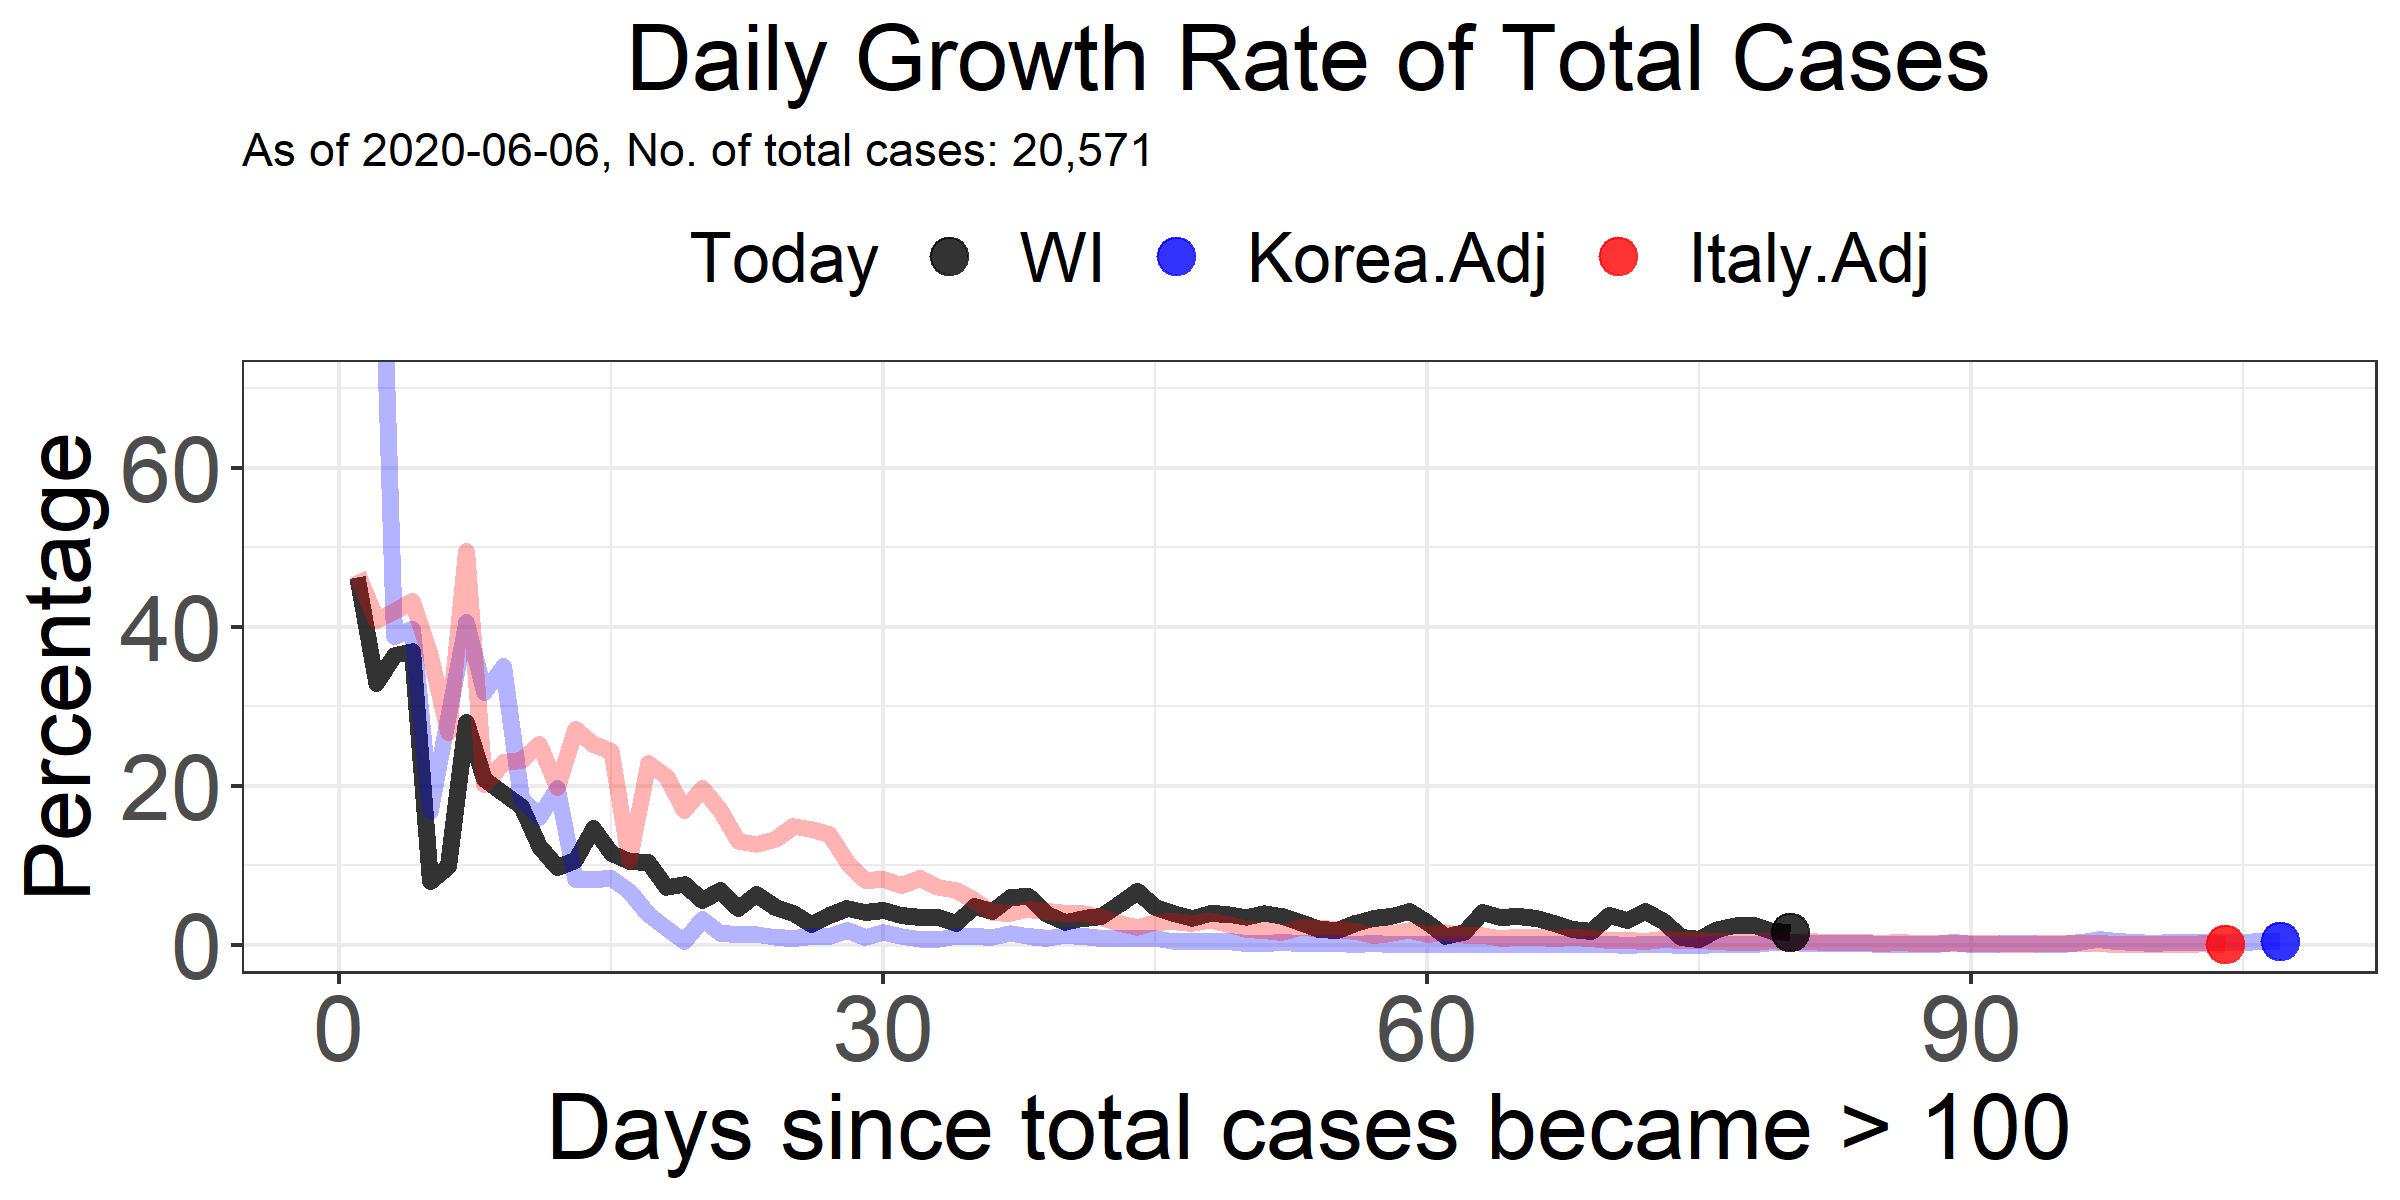 Daily Growth Rate of Total Cases
As of 2020-06-06, No. of total cases: 20,571
Today WI Korea.Adj Italy.Adj
Percentage
60
40
20
0
0 30 60 90
Days since total cases became > 100